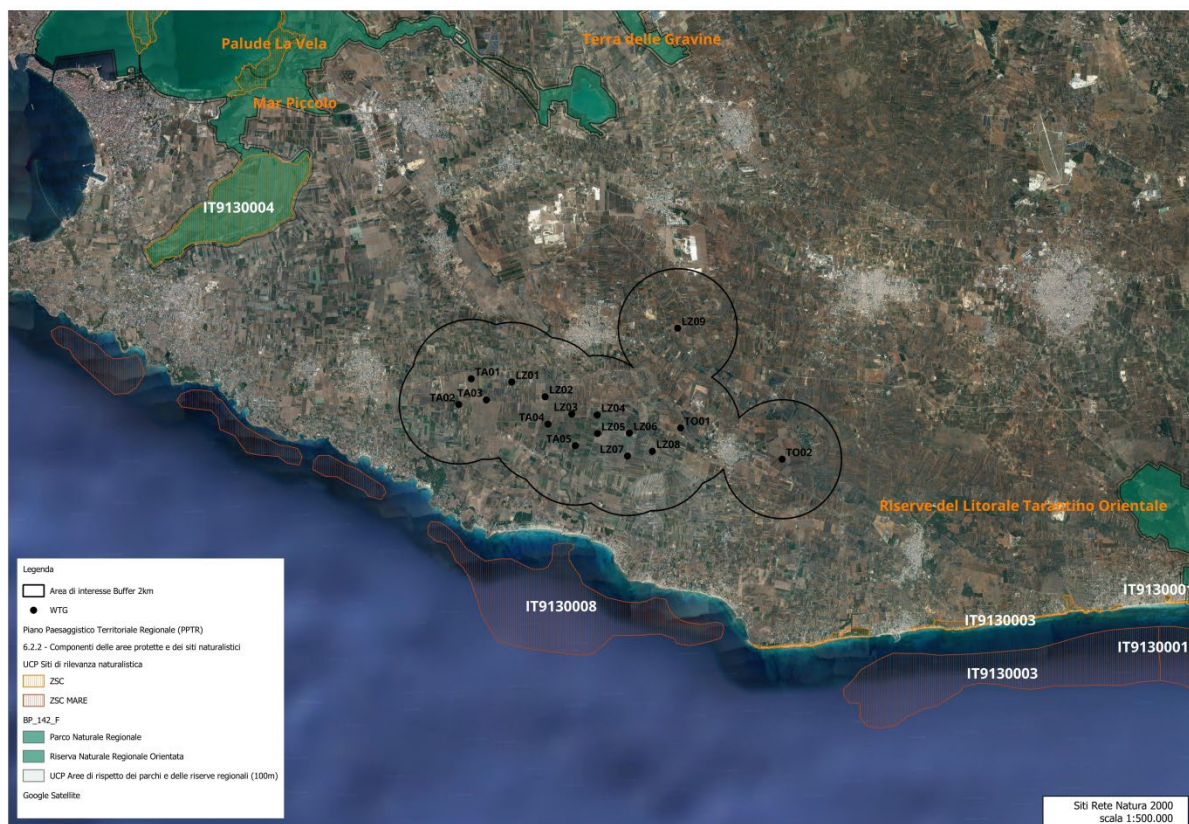 Palude La Vela
Terra delle Gravine
Mar Piccolo
IT9130004
LZ09
TA01
LZ01
TA02
TA03
LZ02
LZ03
LZ04
TA04
LZ05
LZ06
TO01
TA05
LZ07
LZ08
TO02
Riserve del Litorale Tarantino Orientale
IT9130008
IT9130001
IT9130003
IT9130001
IT9130003
Legenda
Area di interesse Buffer 2km
WTG
Piano Paesaggistico Territoriale Regionale (PPTR)
6.2.2 - Componenti delle aree protette e dei siti naturalistici
UCP Siti di rilevanza naturalistica
ZSC
ZSC MARE
BP_142_F
Parco Naturale Regionale
Riserva Naturale Regionale Orientata
UCP Aree di rispetto dei parchi e delle riserve regionali (100m)
Google Satellite
Siti Rete Natura 2000
scala 1:500.000